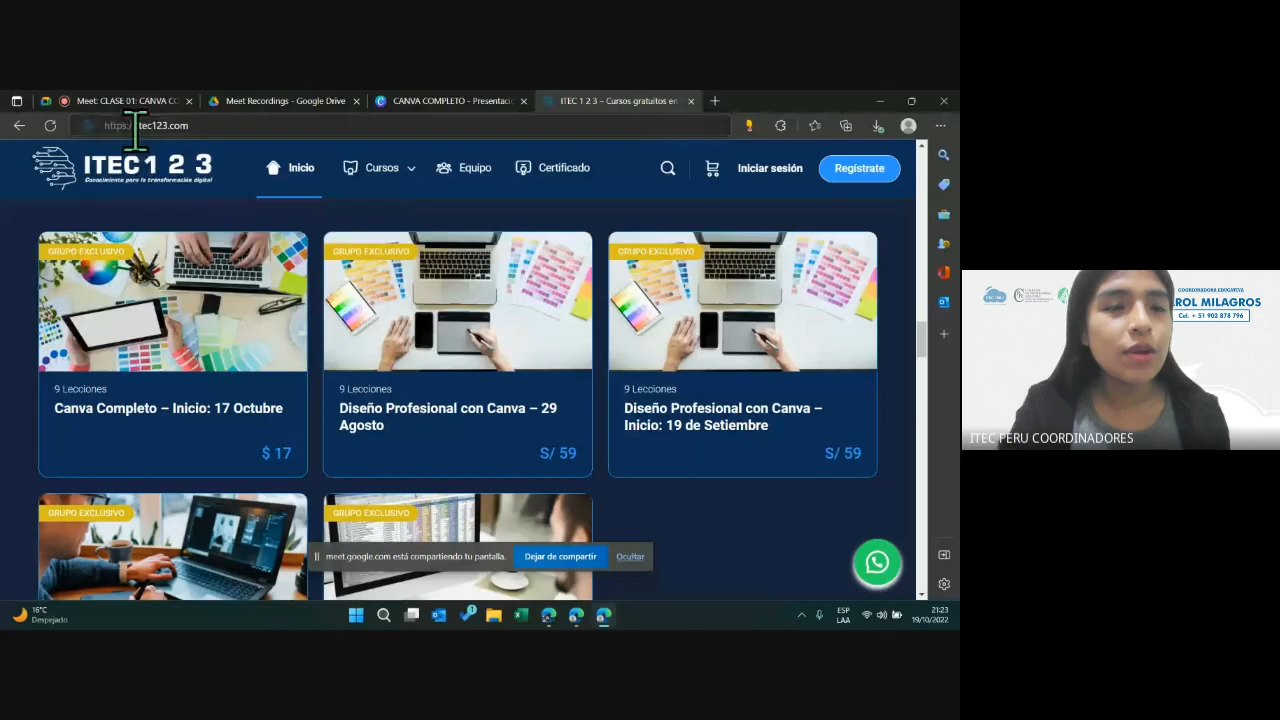 Meet: CLASE 01: CANVA CO
Meet Recordings - Google Drive
CANVA COMPLETO - Presentació
ITEC 1 2 3 – Cursos gratuitos en
https://itec123.com
ITEC 1 2 3
Conocimiento para la transformación digital
Inicio
Cursos
Equipo
Certificado
Iniciar sesión
Regístrate
GRUPO EXCLUSIVO
9 Lecciones
Canva Completo – Inicio: 17 Octubre
$ 17
GRUPO EXCLUSIVO
9 Lecciones
Diseño Profesional con Canva – 29
Agosto
S/ 59
GRUPO EXCLUSIVO
9 Lecciones
Diseño Profesional con Canva –
Inicio: 19 de Setiembre
S/ 59
GRUPO EXCLUSIVO
GRUPO EXCLUSIVO
meet.google.com está compartiendo tu pantalla.
Dejar de compartir
Ocultar
16°C
Despejado
ESP
LAA
21:23
19/10/2022
COORDINADORA EDUCATIVA
ROL MILAGROS
Cel. + 51 902 878 796
ITEC PERU COORDINADORES